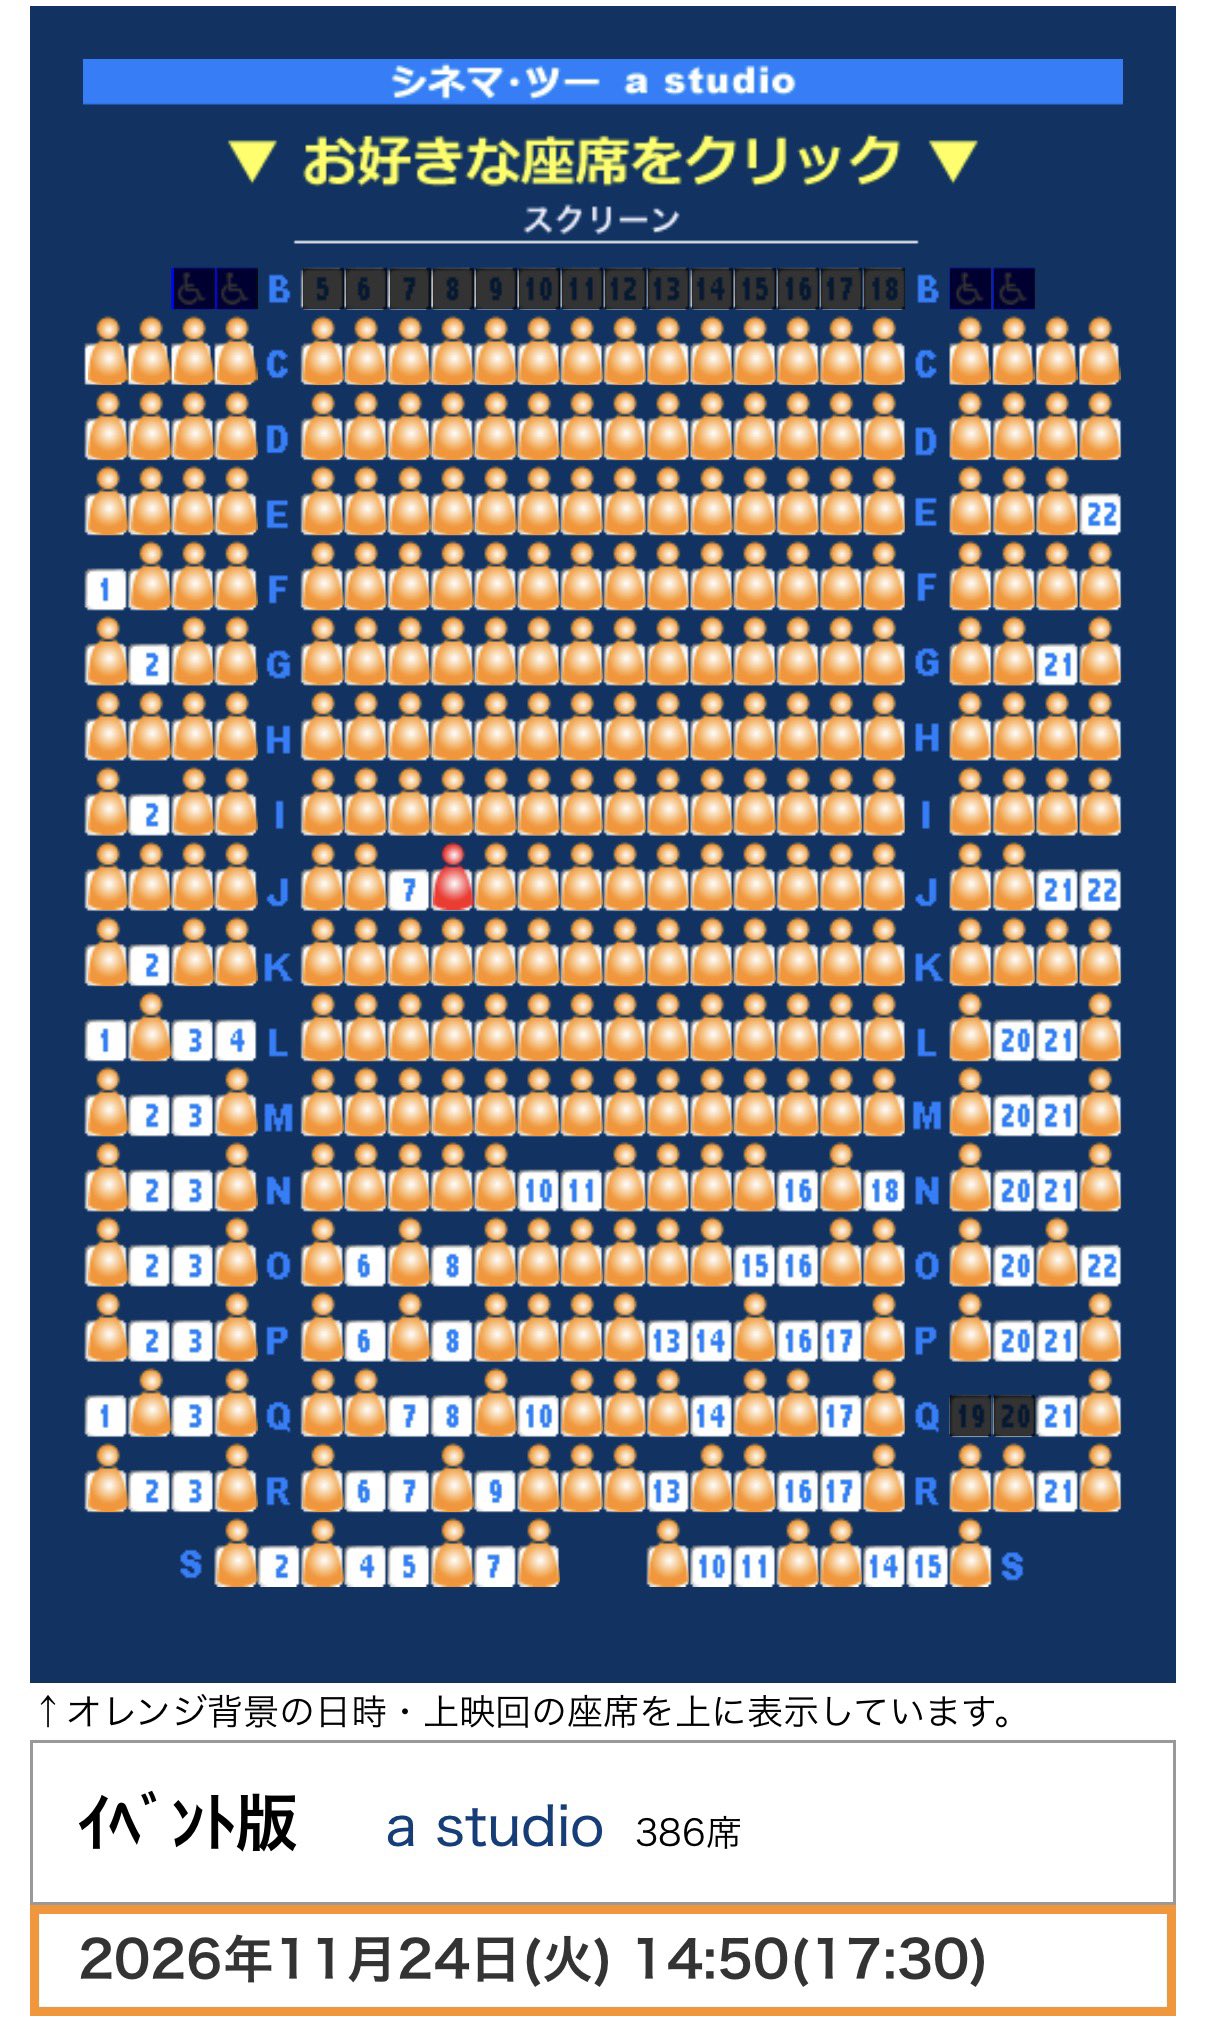 シネマ・ツー a studio
▼ お好きな座席をクリック ▼
スクリーン
B 5 6 7 8 9 10 11 12 13 14 15 16 17 18 B
C C
D D
E E 22
1 F F
2 G G 21
H H
2 I I
J 7 J 21 22
2 K K
1 3 4 L L 20 21
2 3 M M 20 21
2 3 N 10 11 16 18 N 20 21
2 3 O 6 8 15 16 O 20 22
2 3 P 6 8 13 14 16 17 P 20 21
1 3 Q 7 8 10 14 17 Q 19 20 21
2 3 R 6 7 9 13 16 17 R 21
S 2 4 5 7 10 11 14 15 S
↑オレンジ背景の日時・上映回の座席を上に表示しています。
ｲﾍﾞﾝﾄ版 a studio 386席
2026年11月24日(火) 14:50(17:30)